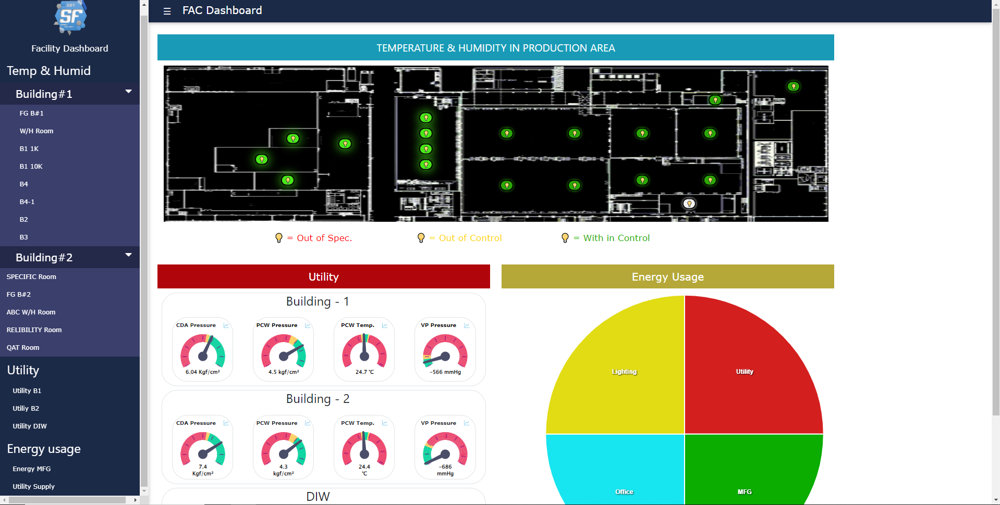 SDT
SF
SMART
FACTORY
Facility Dashboard
Temp & Humid
Building#1
FG B#1
W/H Room
B1 1K
B1 10K
B4
B4-1
B2
B3
Building#2
SPECIFIC Room
FG B#2
ABC W/H Room
RELIBILITY Room
QAT Room
Utility
Utility B1
Utiliy B2
Utility DIW
Energy usage
Energy MFG
Utility Supply
☰ FAC Dashboard
TEMPERATURE & HUMIDITY IN PRODUCTION AREA
= Out of Spec.
= Out of Control
= With in Control
Utility
Building - 1
CDA Pressure
6.04 Kgf/cm²
PCW Pressure
4.5 kgf/cm²
PCW Temp.
24.7 °C
VP Pressure
-566 mmHg
Building - 2
CDA Pressure
7.4
Kgf/cm²
PCW Pressure
4.3
kgf/cm²
PCW Temp.
24.4
°C
VP Pressure
-686
mmHg
DIW
Energy Usage
Lighting
Utility
Office
MFG